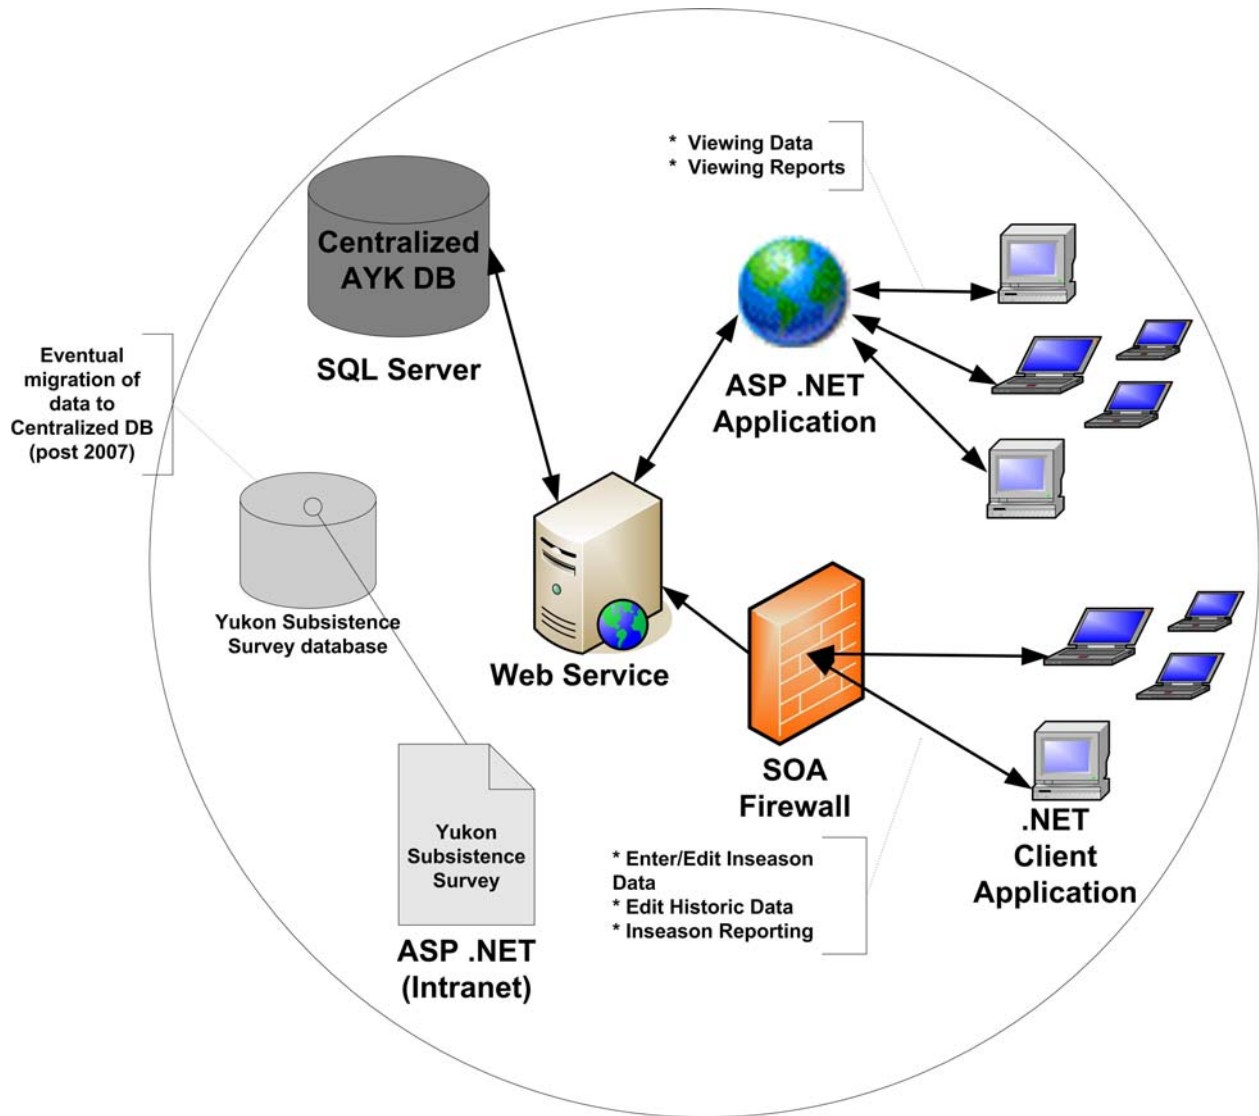 * Viewing Data
* Viewing Reports
Centralized
AYK DB
SQL Server
Eventual
migration of
data to
Centralized DB
(post 2007)
ASP .NET
Application
Yukon Subsistence
Survey database
Web Service
SOA
Firewall
.NET
Client
Application
Yukon
Subsistence
Survey
ASP .NET
(Intranet)
* Enter/Edit Inseason
Data
* Edit Historic Data
* Inseason Reporting